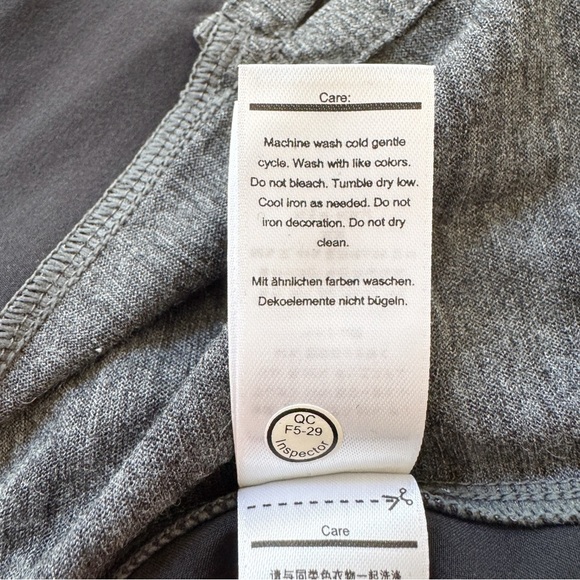 Care:
Machine wash cold gentle
cycle. Wash with like colors.
Do not bleach. Tumble dry low.
Cool iron as needed. Do not
iron decoration. Do not dry
clean.
Mit ähnlichen farben waschen.
Dekoelemente nicht bügeln.
QC
F5-29
Inspector
Care
请与同类色衣物一起洗涤